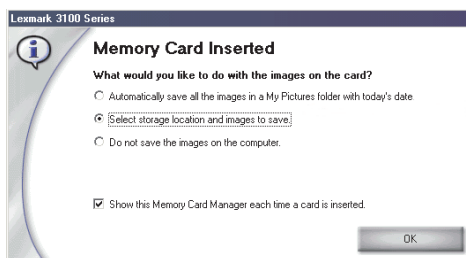 Lexmark 3100 Series
Memory Card Inserted
What would you like to do with the images on the card?
Automatically save all the images in a My Pictures folder with today's date
Select storage location and images to save.
Do not save the images on the computer.
Show this Memory Card Manager each time a card is inserted.
OK